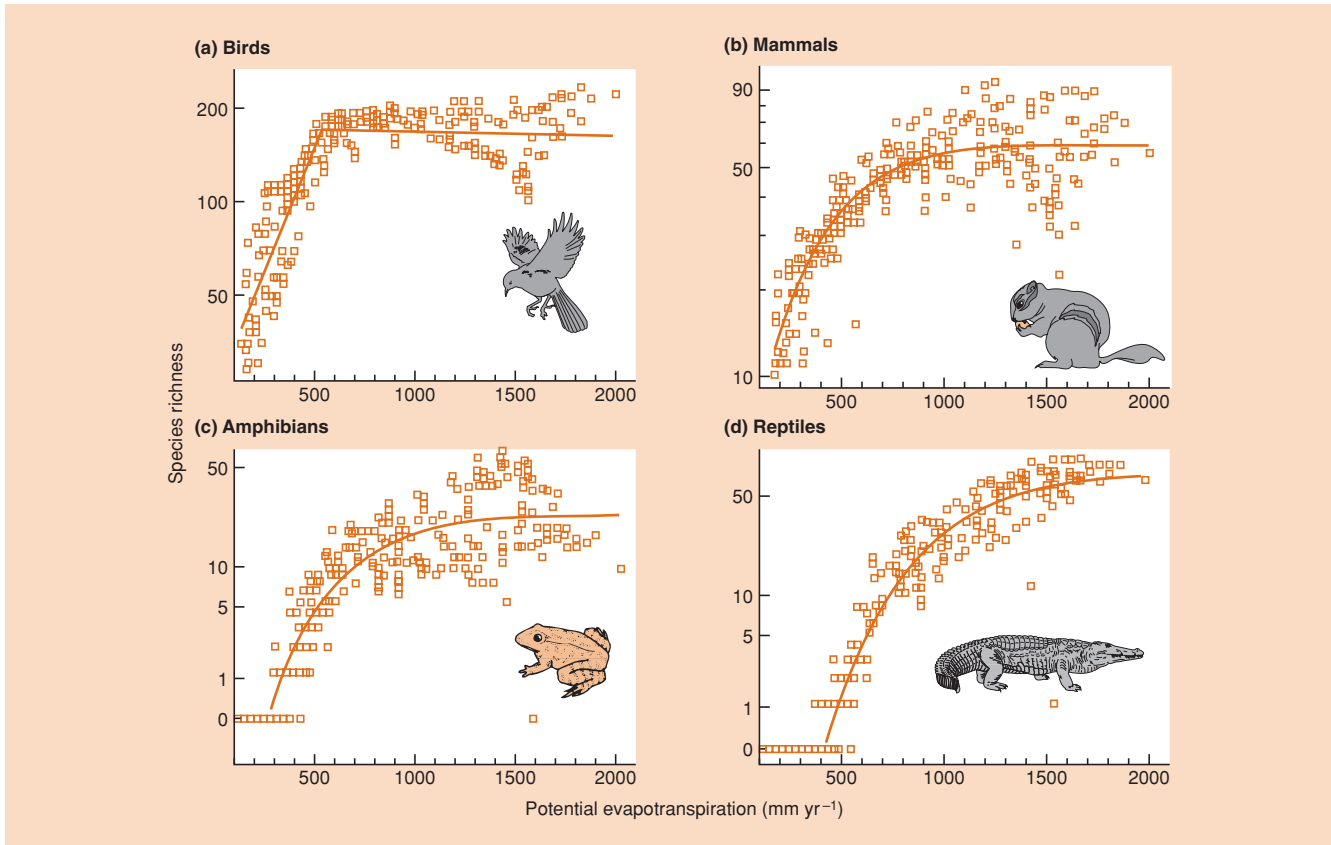 (a) Birds
200
100
50
500 1000 1500 2000
(b) Mammals
90
50
10
500 1000 1500 2000
Species richness
(c) Amphibians
50
10
5
1
0
500 1000 1500 2000
(d) Reptiles
50
10
5
1
0
500 1000 1500 2000
Potential evapotranspiration (mm yr⁻¹)